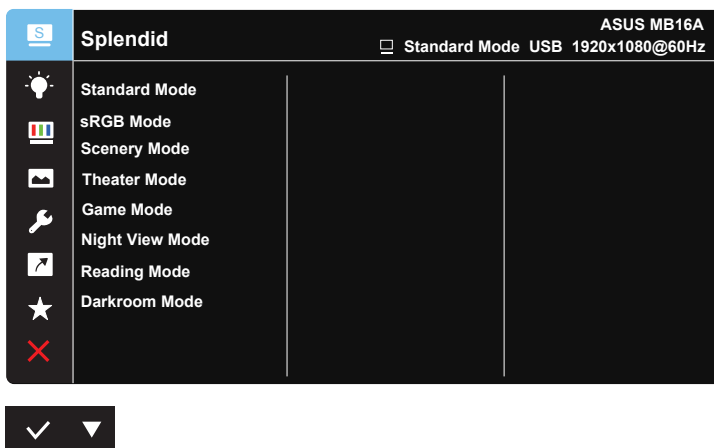 S
Splendid
ASUS MB16A
Standard Mode USB 1920x1080@60Hz
Standard Mode
sRGB Mode
Scenery Mode
Theater Mode
Game Mode
Night View Mode
Reading Mode
Darkroom Mode